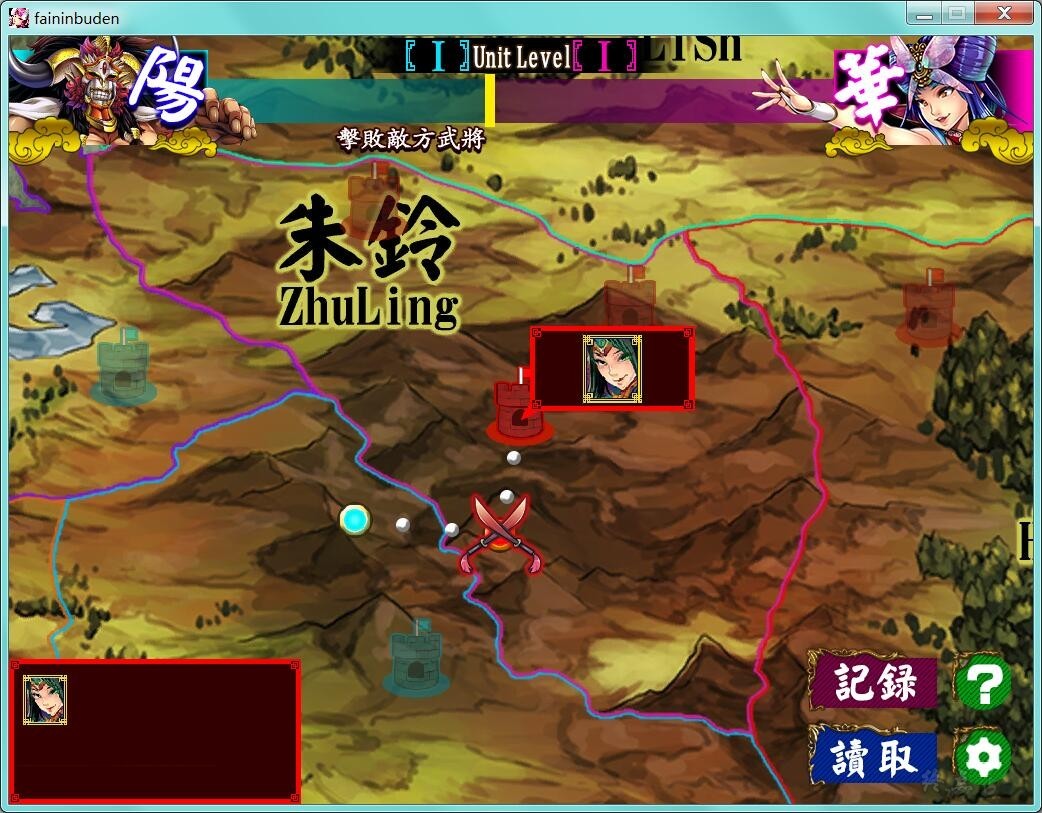 faininbuden
陽
[ I ] Unit Level [ I ]
華
擊敗敵方武將
朱鈴
ZhuLing
記録
?
讀取